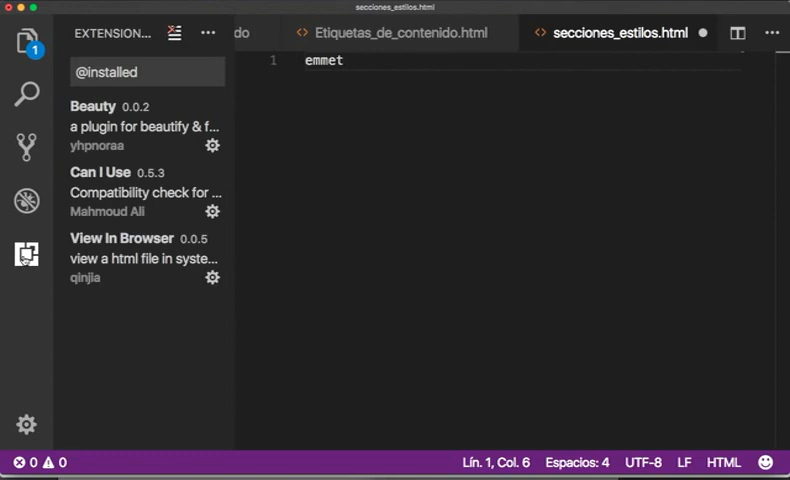 secciones_estilos.html
EXTENSION...
do
Etiquetas_de_contenido.html
secciones_estilos.html
1
@installed
1 emmet
Beauty 0.0.2
a plugin for beautify & f...
yhpnoraa
Can I Use 0.5.3
Compatibility check for ...
Mahmoud Ali
View In Browser 0.0.5
view a html file in syste...
qinjia
0 0
Lín. 1, Col. 6 Espacios: 4 UTF-8 LF HTML